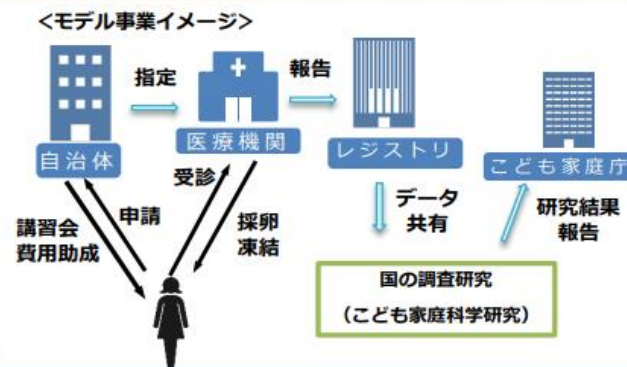 <モデル事業イメージ>
指定
報告
自治体
医療機関
レジストリ
こども家庭庁
講習会
費用助成
申請
受診
採卵
凍結
データ
共有
研究結果
報告
国の調査研究
(こども家庭科学研究)